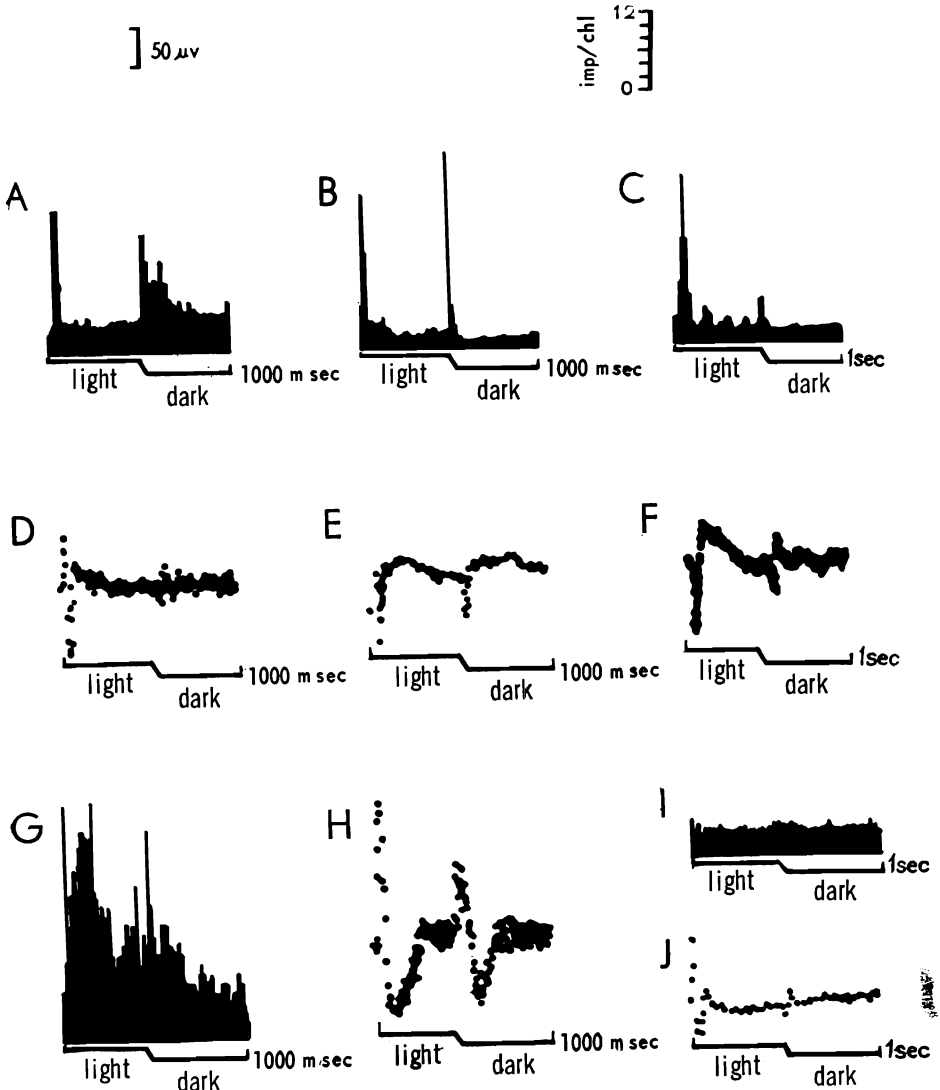 50 μv
imp/chl
12
0
A
B
C
light
dark
1000 m sec
light
dark
1000 m sec
light
dark
1sec
D
E
F
light
dark
1000 m sec
light
dark
1000 m sec
light
dark
1sec
G
H
I
light
dark
1sec
J
light
dark
1000 m sec
light
dark
1000 m sec
light
dark
1sec